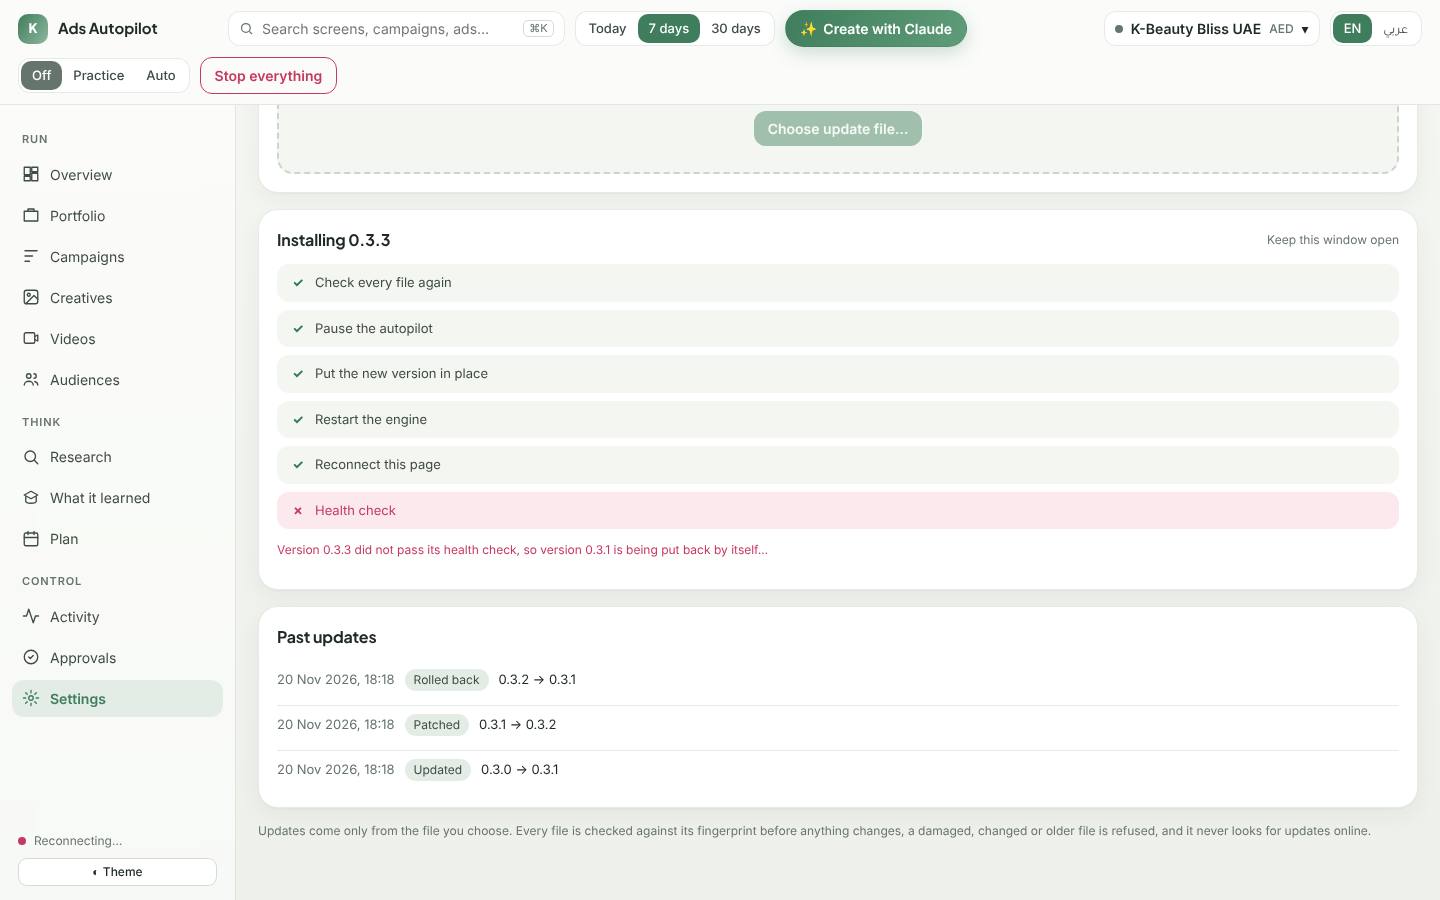 K Ads Autopilot
Search screens, campaigns, ads... ⌘K
Today 7 days 30 days
✨ Create with Claude
K-Beauty Bliss UAE AED ▾
EN عربي
Off Practice Auto
Stop everything
RUN
Overview
Portfolio
Campaigns
Creatives
Videos
Audiences
THINK
Research
What it learned
Plan
CONTROL
Activity
Approvals
Settings
Reconnecting...
Theme
Choose update file...
Installing 0.3.3
Keep this window open
✓ Check every file again
✓ Pause the autopilot
✓ Put the new version in place
✓ Restart the engine
✓ Reconnect this page
× Health check
Version 0.3.3 did not pass its health check, so version 0.3.1 is being put back by itself...
Past updates
20 Nov 2026, 18:18 Rolled back 0.3.2 → 0.3.1
20 Nov 2026, 18:18 Patched 0.3.1 → 0.3.2
20 Nov 2026, 18:18 Updated 0.3.0 → 0.3.1
Updates come only from the file you choose. Every file is checked against its fingerprint before anything changes, a damaged, changed or older file is refused, and it never looks for updates online.